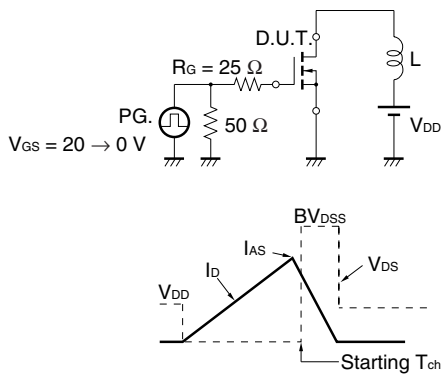 D.U.T.
RG = 25 Ω
L
PG.
50 Ω
VDD
VGS = 20 → 0 V
BVDSS
IAS
ID
VDS
VDD
Starting Tch